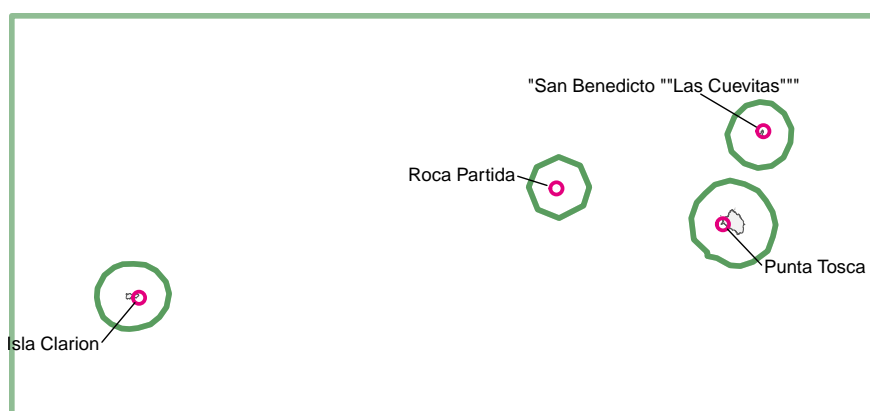 "San Benedicto ""Las Cuevitas"""
Roca Partida
Punta Tosca
Isla Clarion